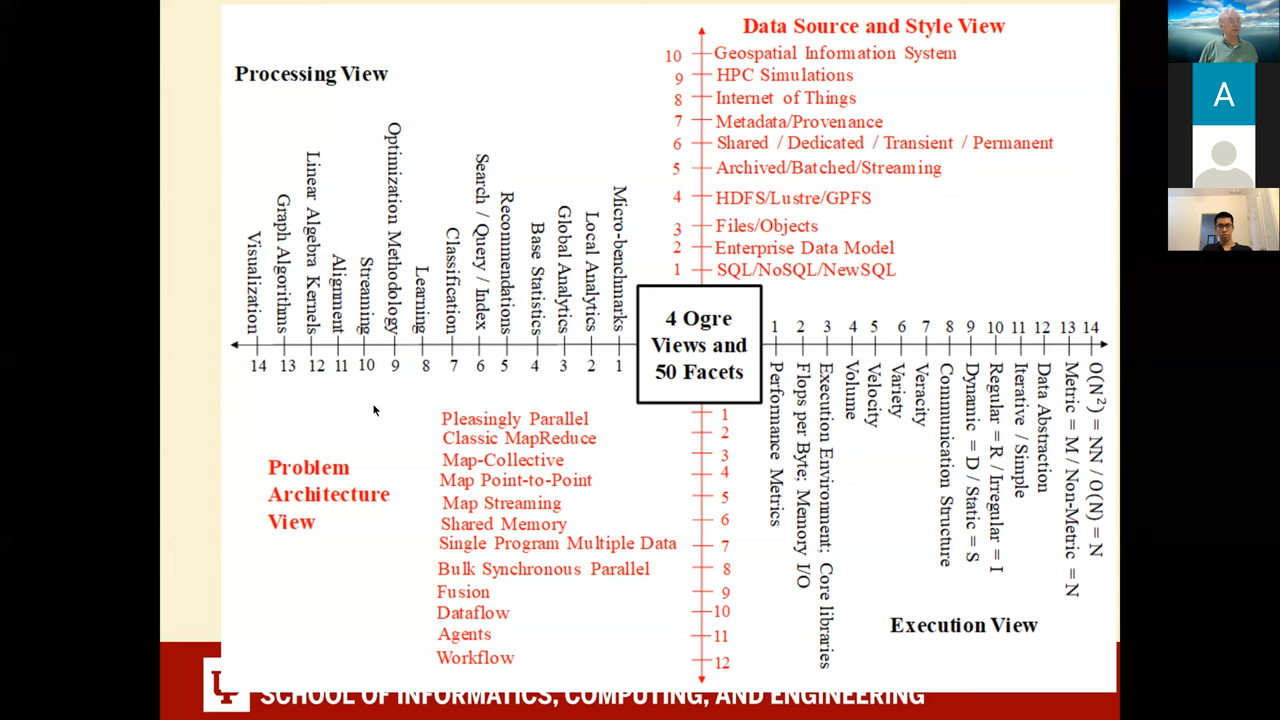 Data Source and Style View
10 Geospatial Information System
9 HPC Simulations
8 Internet of Things
7 Metadata/Provenance
6 Shared / Dedicated / Transient / Permanent
5 Archived/Batched/Streaming
4 HDFS/Lustre/GPFS
3 Files/Objects
2 Enterprise Data Model
1 SQL/NoSQL/NewSQL
Processing View
Visualization
Graph Algorithms
Linear Algebra Kernels
Alignment
Streaming
Optimization Methodology
Learning
Classification
Search / Query / Index
Recommendations
Base Statistics
Global Analytics
Local Analytics
Micro-benchmarks
14 13 12 11 10 9 8 7 6 5 4 3 2 1
4 Ogre
Views and
50 Facets
1 2 3 4 5 6 7 8 9 10 11 12 13 14
Performance Metrics
Flops per Byte; Memory I/O
Execution Environment; Core libraries
Volume
Velocity
Variety
Veracity
Communication Structure
Dynamic = D / Static = S
Regular = R / Irregular = I
Iterative / Simple
Data Abstraction
Metric = M / Non-Metric = N
O(N²) = NN / O(N) = N
Execution View
Problem
Architecture
View
Pleasingly Parallel 1
Classic MapReduce 2
Map-Collective 3
Map Point-to-Point 4
Map Streaming 5
Shared Memory 6
Single Program Multiple Data 7
Bulk Synchronous Parallel 8
Fusion 9
Dataflow 10
Agents 11
Workflow 12
SCHOOL OF INFORMATICS, COMPUTING, AND ENGINEERING
A